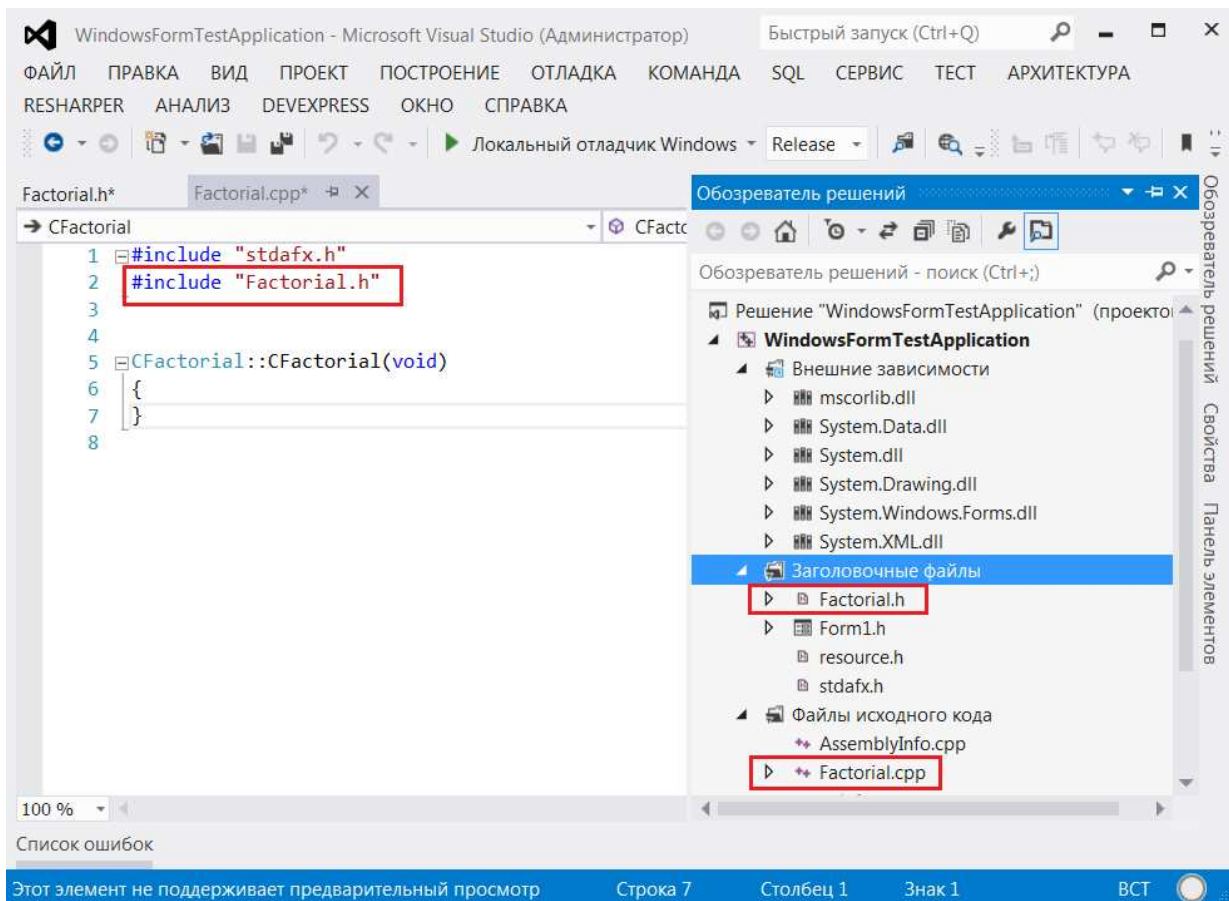 WindowsFormTestApplication - Microsoft Visual Studio (Администратор)
Быстрый запуск (Ctrl+Q)
ФАЙЛ ПРАВКА ВИД ПРОЕКТ ПОСТРОЕНИЕ ОТЛАДКА КОМАНДА SQL СЕРВИС ТЕСТ АРХИТЕКТУРА
RESHARPER АНАЛИЗ DEVEXPRESS ОКНО СПРАВКА
Локальный отладчик Windows Release
Factorial.h* Factorial.cpp*
CFactorial CFacto
1 #include "stdafx.h"
2 #include "Factorial.h"
3
4
5 CFactorial::CFactorial(void)
6 {
7 }
8
100 %
Обозреватель решений
Обозреватель решений - поиск (Ctrl+;)
Решение "WindowsFormTestApplication" (проектов
WindowsFormTestApplication
Внешние зависимости
mscorlib.dll
System.Data.dll
System.dll
System.Drawing.dll
System.Windows.Forms.dll
System.XML.dll
Заголовочные файлы
Factorial.h
Form1.h
resource.h
stdafx.h
Файлы исходного кода
AssemblyInfo.cpp
Factorial.cpp
Обозреватель решений
Свойства
Панель элементов
Список ошибок
Этот элемент не поддерживает предварительный просмотр Строка 7 Столбец 1 Знак 1 ВСТ